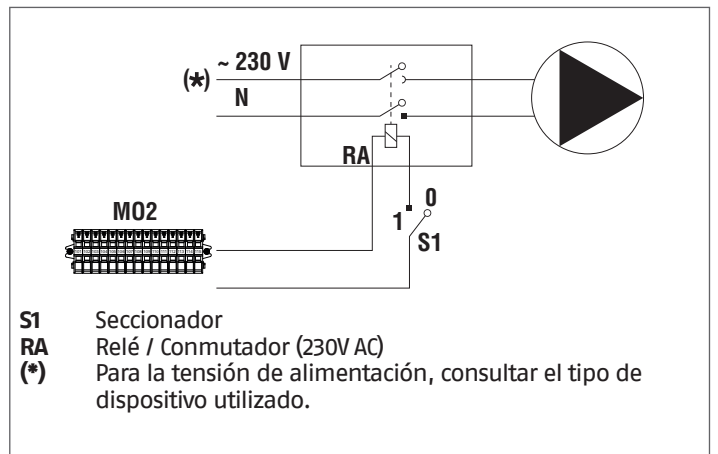 ~ 230 V
(*)
N
RA
M02
0
1
S1
S1 Seccionador
RA Relé / Conmutador (230V AC)
(*) Para la tensión de alimentación, consultar el tipo de
dispositivo utilizado.